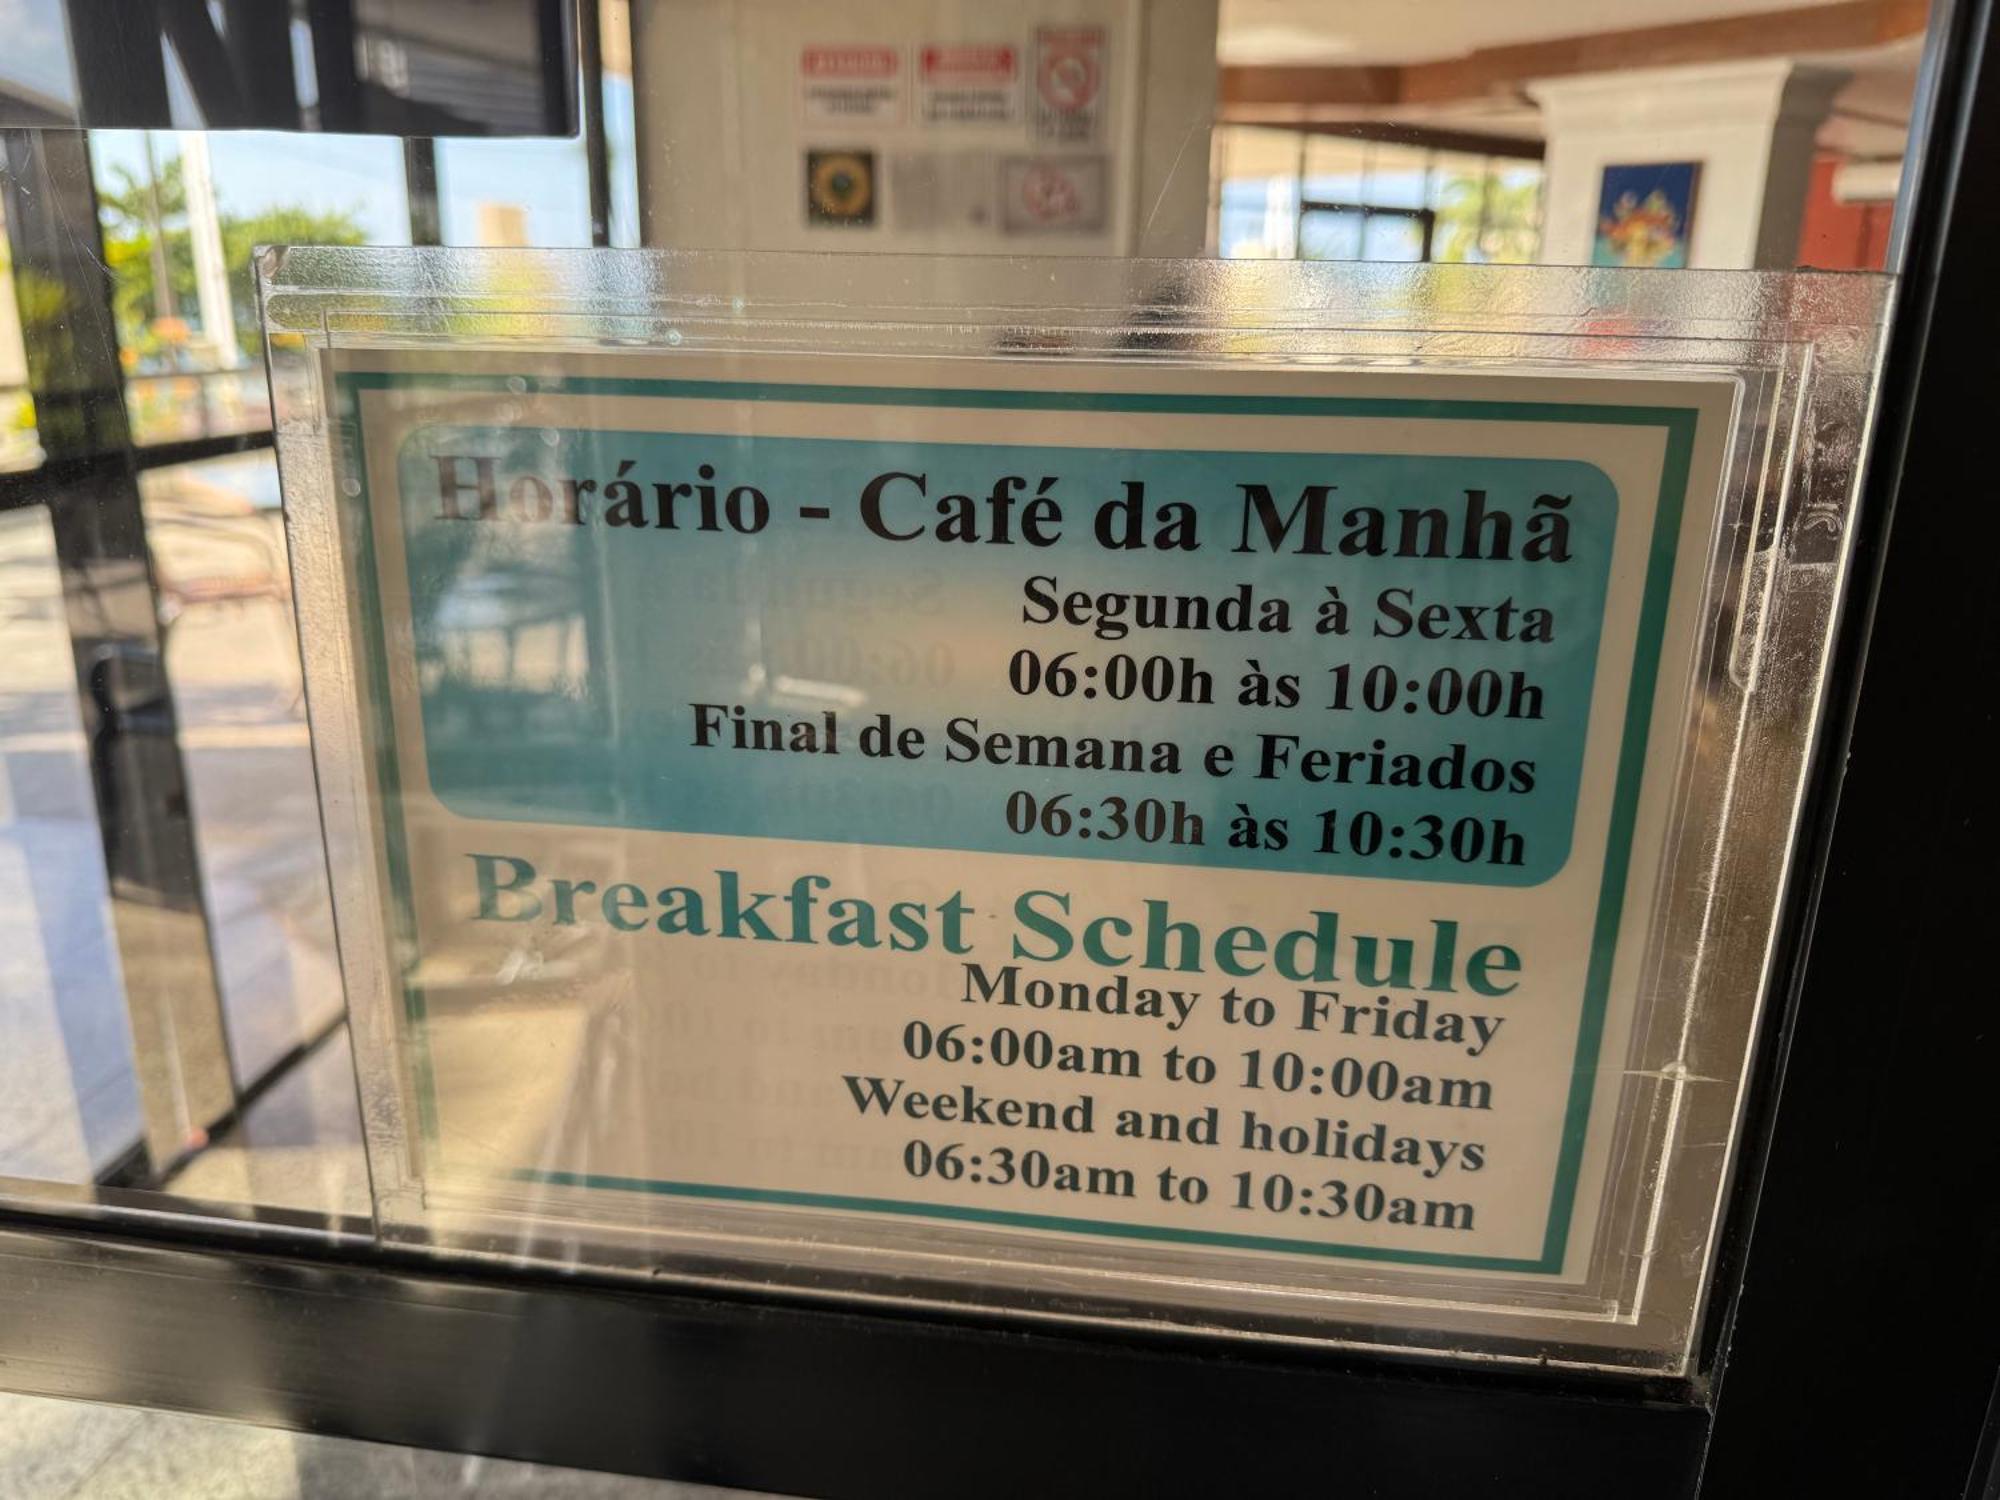 Horário - Café da Manhã
Segunda à Sexta
06:00h às 10:00h
Final de Semana e Feriados
06:30h às 10:30h
Breakfast Schedule
Monday to Friday
06:00am to 10:00am
Weekend and holidays
06:30am to 10:30am